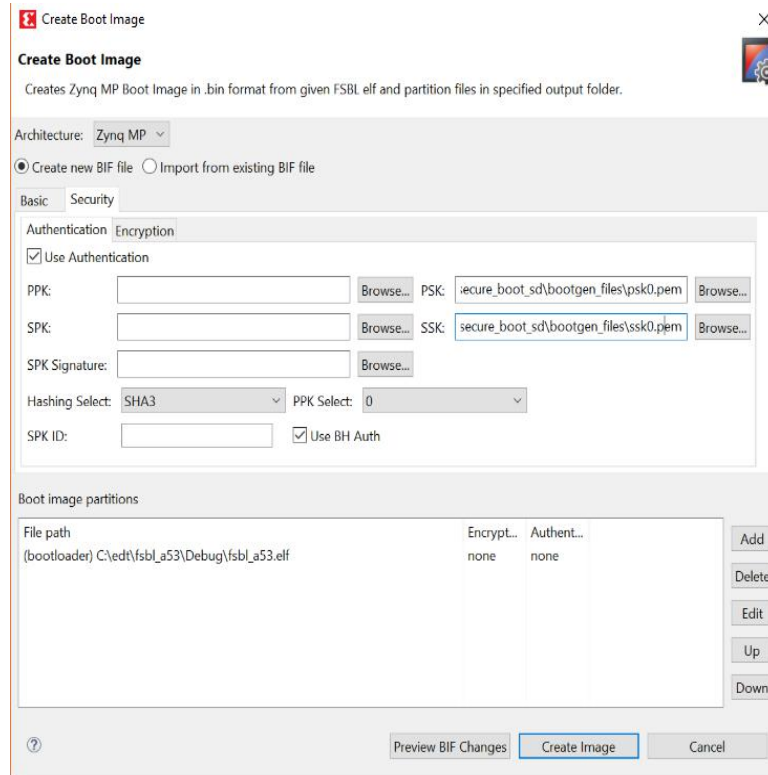 Create Boot Image
Create Boot Image
Creates Zynq MP Boot Image in .bin format from given FSBL elf and partition files in specified output folder.
Architecture: Zynq MP
Create new BIF file Import from existing BIF file
Basic Security
Authentication Encryption
Use Authentication
PPK: Browse... PSK: :ecure_boot_sd\bootgen_files\psk0.pem Browse...
SPK: Browse... SSK: secure_boot_sd\bootgen_files\ssk0.pem Browse...
SPK Signature: Browse...
Hashing Select: SHA3 PPK Select: 0
SPK ID: Use BH Auth
Boot image partitions
File path Encrypt... Authent...
(bootloader) C:\edt\fsbl_a53\Debug\fsbl_a53.elf none none
Add
Delete
Edit
Up
Down
? Preview BIF Changes Create Image Cancel